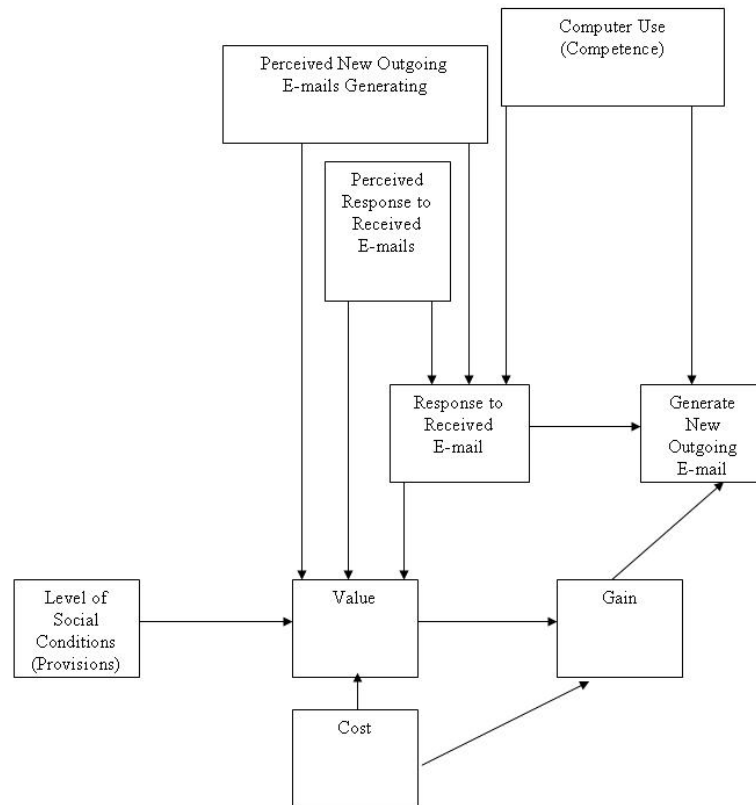 Computer Use
(Competence)
Perceived New Outgoing
E-mails Generating
Perceived
Response to
Received
E-mails
Response to
Received
E-mail
Generate
New
Outgoing
E-mail
Level of
Social
Conditions
(Provisions)
Value
Gain
Cost